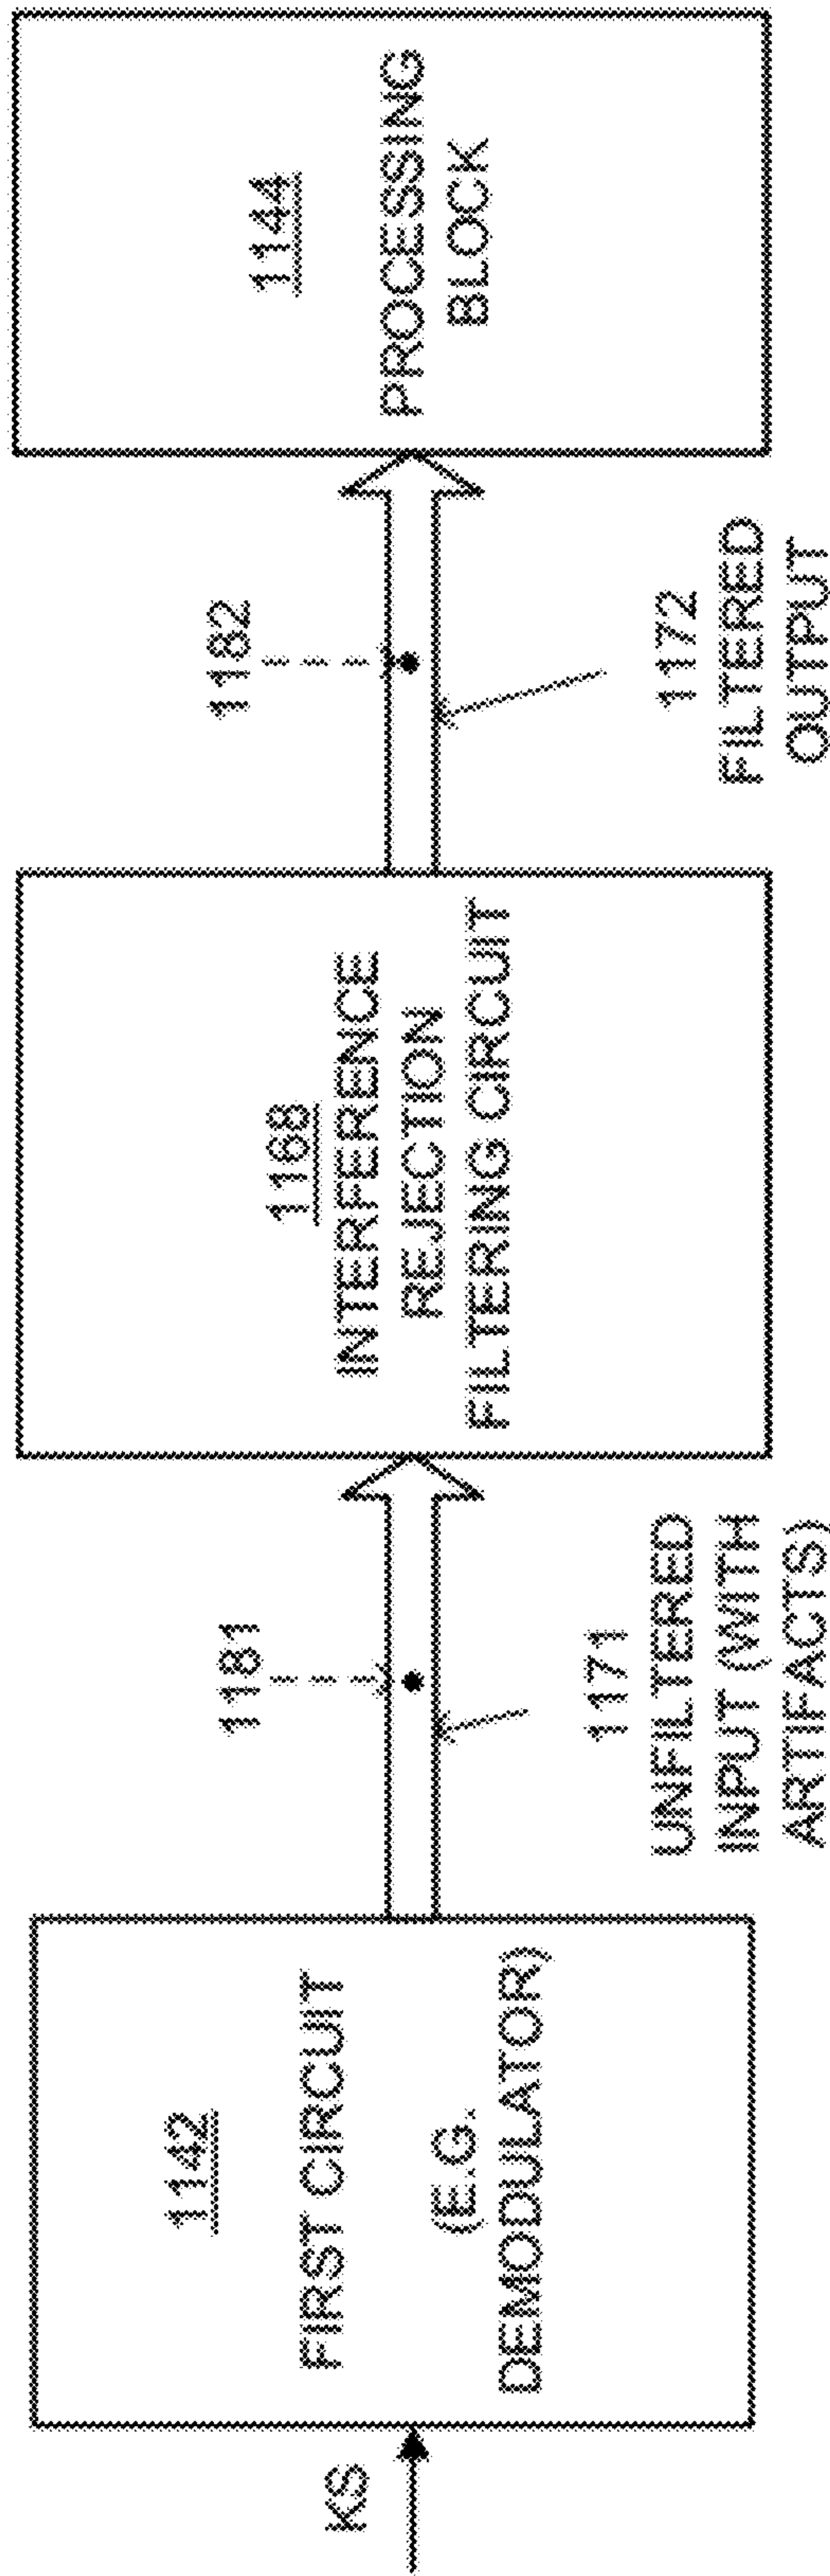 KS
1142
FIRST CIRCUIT
(E.G.
DEMODULATOR)
1181
1171
UNFILTERED
INPUT (WITH
ARTIFACTS)
1168
INTERFERENCE
REJECTION
FILTERING CIRCUIT
1182
1172
FILTERED
OUTPUT
1144
PROCESSING
BLOCK